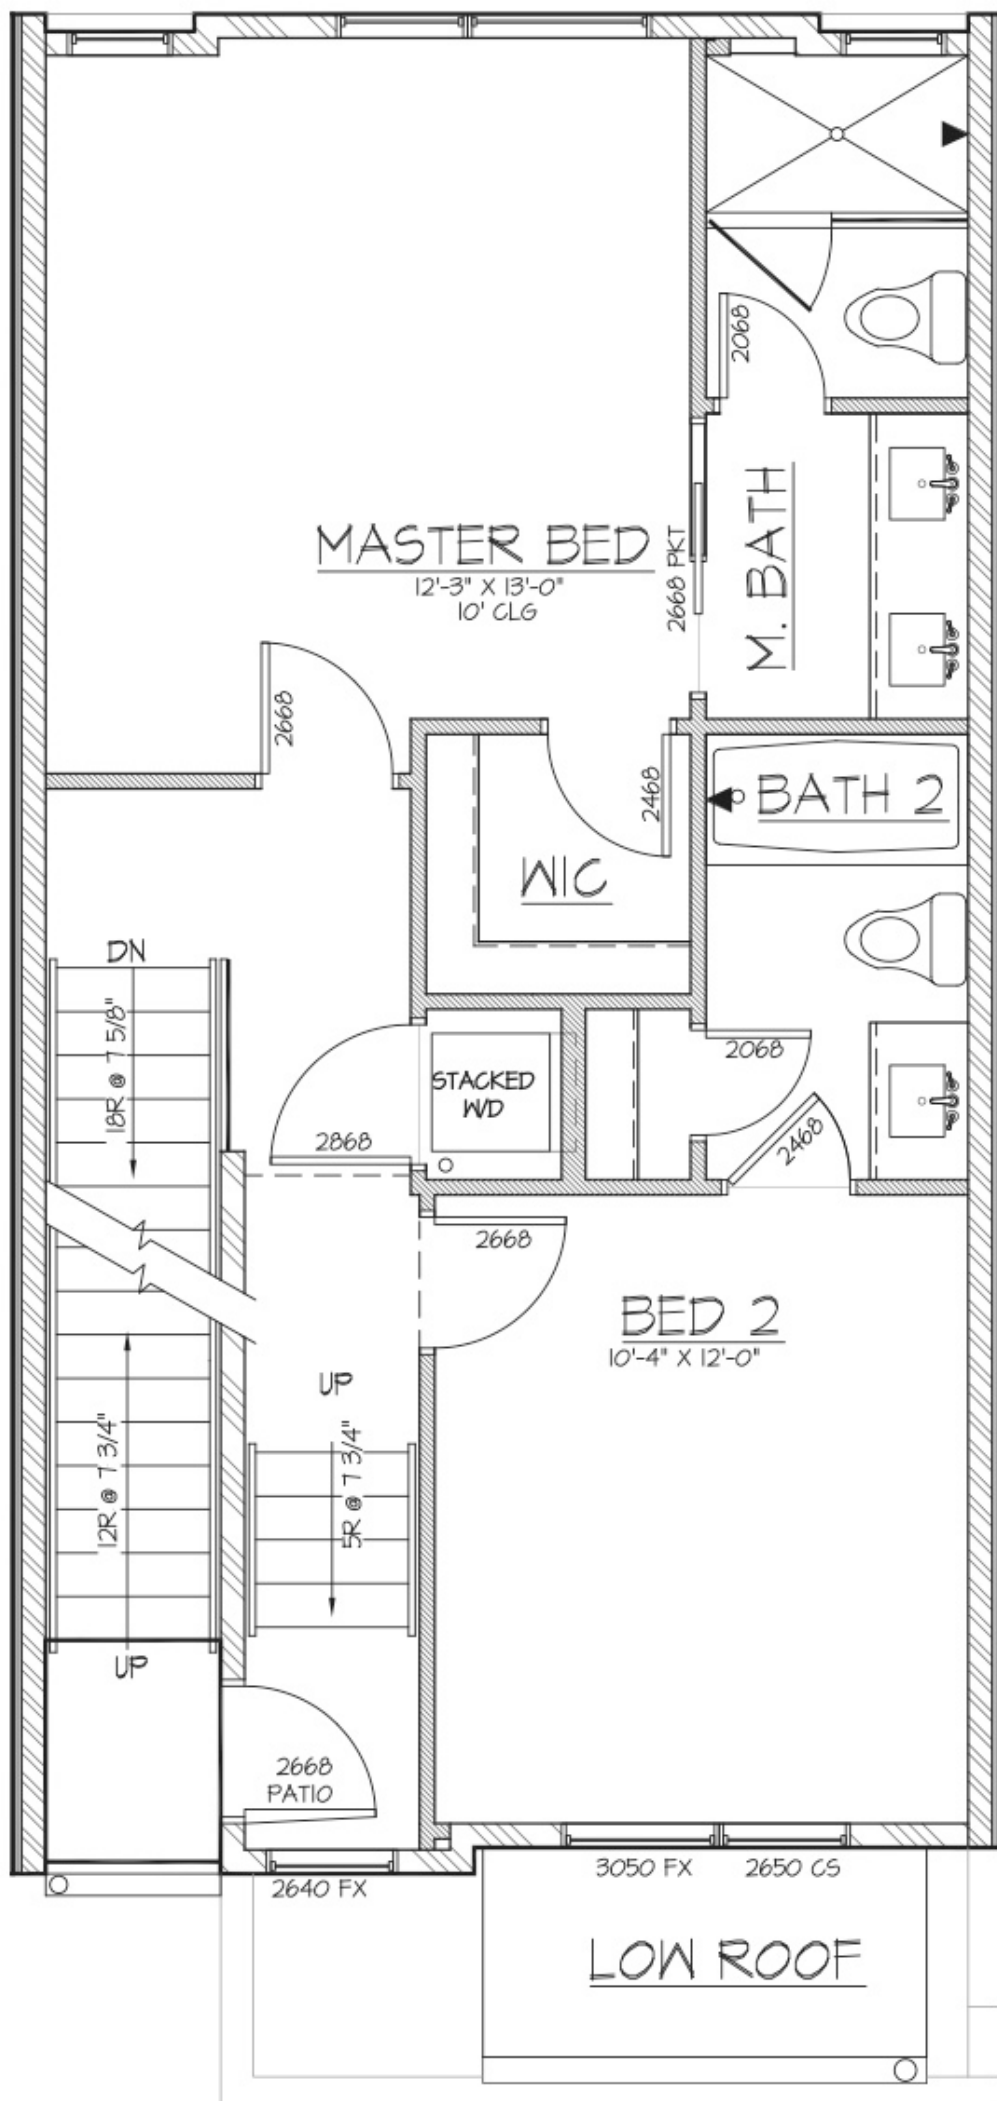 2068
MASTER BED
12'-3" X 13'-0"
10' CLG
2668 PKT
M. BATH
2668
2468
BATH 2
WIC
DN
18R @ 7 5/8"
STACKED
W/D
2068
2868
2468
2668
BED 2
10'-4" X 12'-0"
UP
12R @ 7 3/4"
5R @ 7 3/4"
UP
2668
PATIO
2640 FX
3050 FX
2650 CS
LOW ROOF